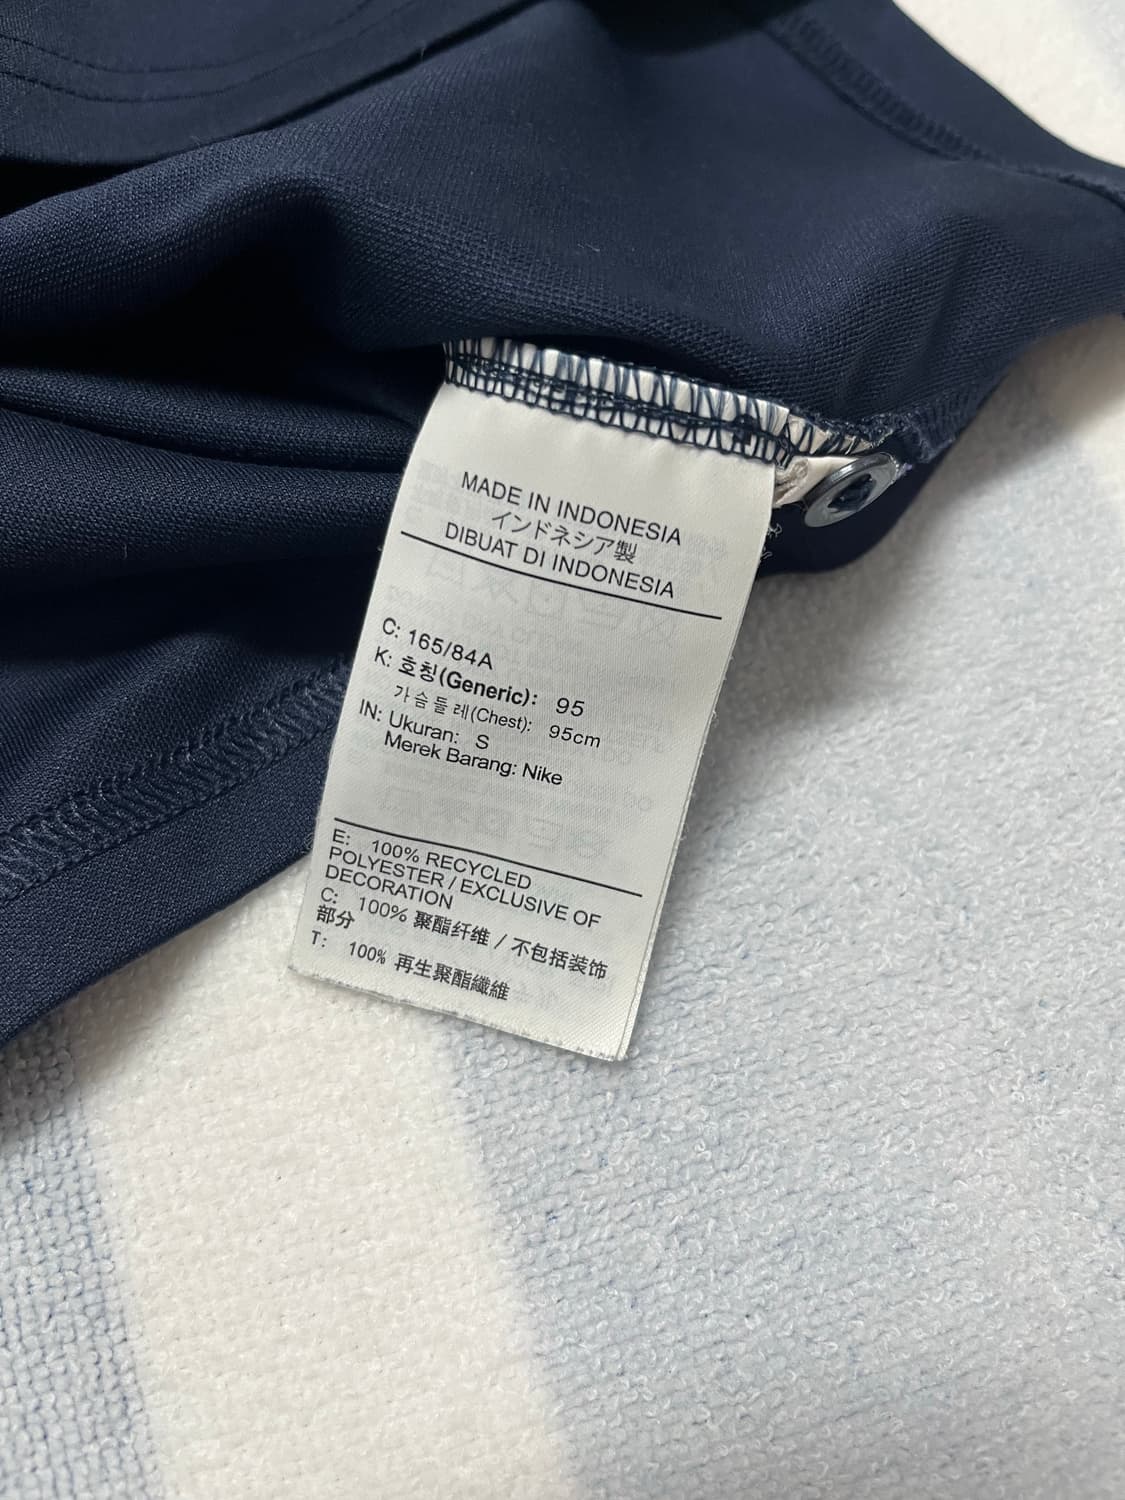 MADE IN INDONESIA
インドネシア製
DIBUAT DI INDONESIA
C: 165/84A
K: 호칭(Generic): 95
가슴둘레(Chest): 95cm
IN: Ukuran: S
Merek Barang: Nike
E: 100% RECYCLED
POLYESTER / EXCLUSIVE OF
DECORATION
C: 100% 聚酯纤维 / 不包括装饰
部分
T: 100% 再生聚酯纖維